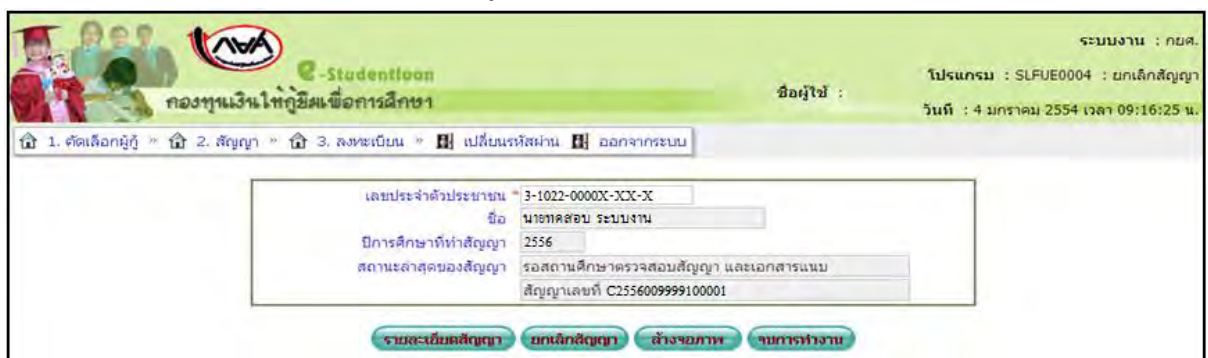 กยศ
e-Studentloan
กองทุนเงินให้กู้ยืมเพื่อการศึกษา
ระบบงาน : กยศ.
ชื่อผู้ใช้ :
โปรแกรม : SLFUE0004 : ยกเลิกสัญญา
วันที่ : 4 มกราคม 2554 เวลา 09:16:25 น.
1. คัดเลือกผู้กู้ » 2. สัญญา » 3. ลงทะเบียน » เปลี่ยนรหัสผ่าน ออกจากระบบ
เลขประจำตัวประชาชน * 3-1022-0000X-XX-X
ชื่อ นายทดสอบ ระบบงาน
ปีการศึกษาที่ทำสัญญา 2556
สถานะล่าสุดของสัญญา รอสถานศึกษาตรวจสอบสัญญา และเอกสารแนบ
สัญญาเลขที่ C2556009999100001
รายละเอียดสัญญา ยกเลิกสัญญา ล้างจอภาพ จบการทำงาน